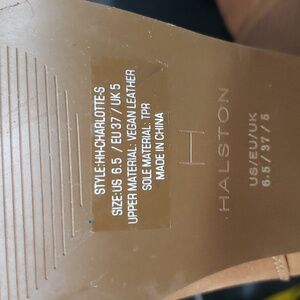 STYLE:HH-CHARLOTTE-S
SIZE:US 6.5 / EU 37 / UK 5
UPPER MATERIAL: VEGAN LEATHER
SOLE MATERIAL: TPR
MADE IN CHINA
H
HALSTON
US/EU/UK
6.5/37/5